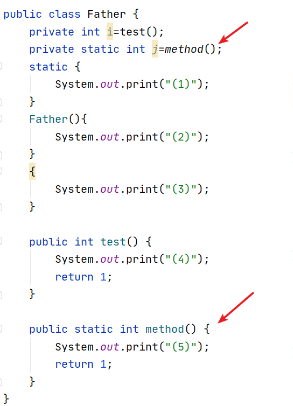 public class Father {
    private int i=test();
    private static int j=method();
    static {
        System.out.print("(1)");
    }
    Father(){
        System.out.print("(2)");
    }
    {
        System.out.print("(3)");
    }

    public int test() {
        System.out.print("(4)");
        return 1;
    }

    public static int method() {
        System.out.print("(5)");
        return 1;
    }
}